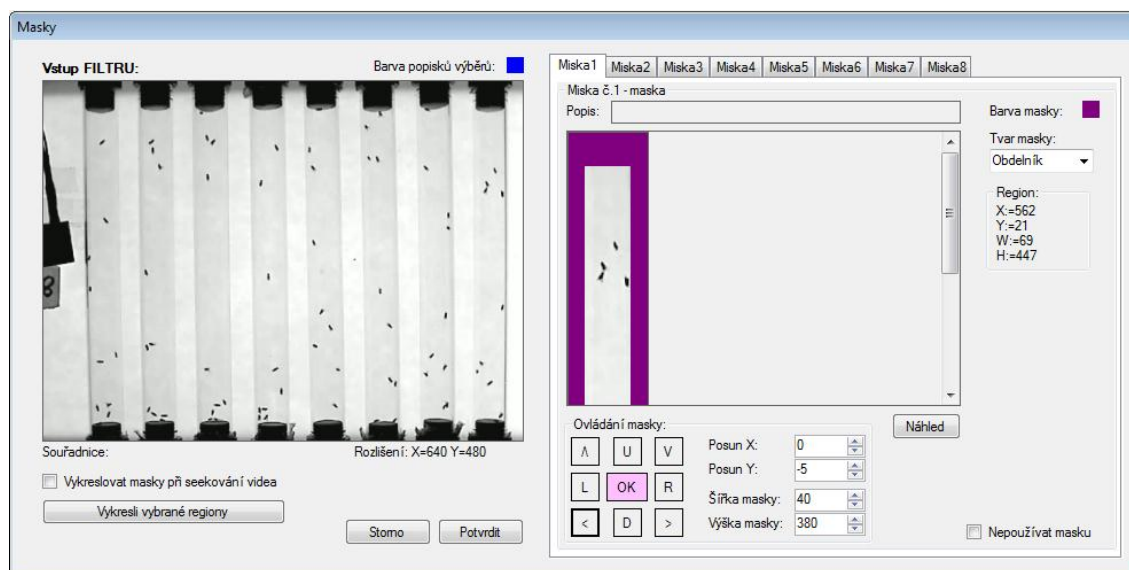 Masky
Vstup FILTRU:
Barva popisků výběrů:
8
Souřadnice:
Rozlišení: X=640 Y=480
Vykreslovat masky při seekování videa
Vykresli vybrané regiony
Storno
Potvrdit
Miska1 Miska2 Miska3 Miska4 Miska5 Miska6 Miska7 Miska8
Miska č.1 - maska
Popis:
Barva masky:
Tvar masky:
Obdelník
Region:
X:=562
Y:=21
W:=69
H:=447
Ovládání masky:
Náhled
Λ U V
L OK R
< D >
Posun X: 0
Posun Y: -5
Šířka masky: 40
Výška masky: 380
Nepoužívat masku